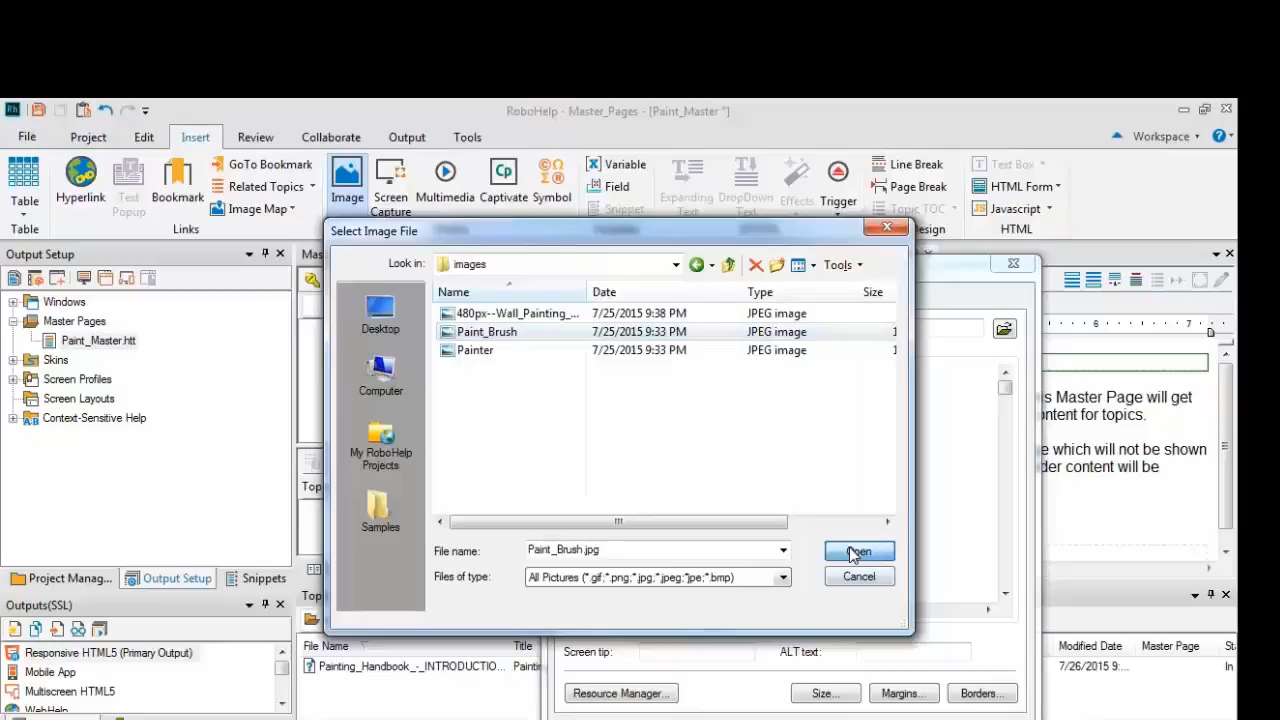 Rh
RoboHelp - Master_Pages - [Paint_Master *]
File Project Edit Insert Review Collaborate Output Tools Workspace
Table Hyperlink Text Popup Bookmark GoTo Bookmark Related Topics Image Map Image Screen Capture Multimedia Cp Captivate Symbol Variable Field Snippet Expanding Text DropDown Text Effects Trigger Line Break Page Break Topic TOC Text Box HTML Form Javascript
Table Links HTML
Select Image File
Output Setup
Windows
Master Pages
Paint_Master.htt
Skins
Screen Profiles
Screen Layouts
Context-Sensitive Help
Project Manag... Output Setup Snippets
Outputs(SSL)
Responsive HTML5 (Primary Output)
Mobile App
Multiscreen HTML5
WebHelp
Look in: images Tools
Name Date Type Size
480px--Wall_Painting_... 7/25/2015 9:38 PM JPEG image
Paint_Brush 7/25/2015 9:33 PM JPEG image 1
Painter 7/25/2015 9:33 PM JPEG image 1
Desktop
Computer
My RoboHelp
Projects
Samples
File name: Paint_Brush.jpg Open
Files of type: All Pictures (*.gif;*.png;*.jpg;*.jpeg;*jpe;*.bmp) Cancel
6 7
s Master Page will get
ntent for topics.
e which will not be shown
der content will be
File Name Title
Painting_Handbook_-_INTRODUCTIO... Paintir
Screen tip: ALT text:
Resource Manager... Size... Margins... Borders...
Modified Date Master Page St
7/26/2015 9:... In